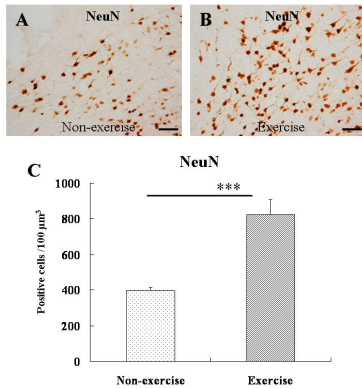 A
NeuN
Non-exercise
B
NeuN
Exercise
C
NeuN
***
1000
800
600
400
200
0
Positive cells /100 μm³
Non-exercise
Exercise